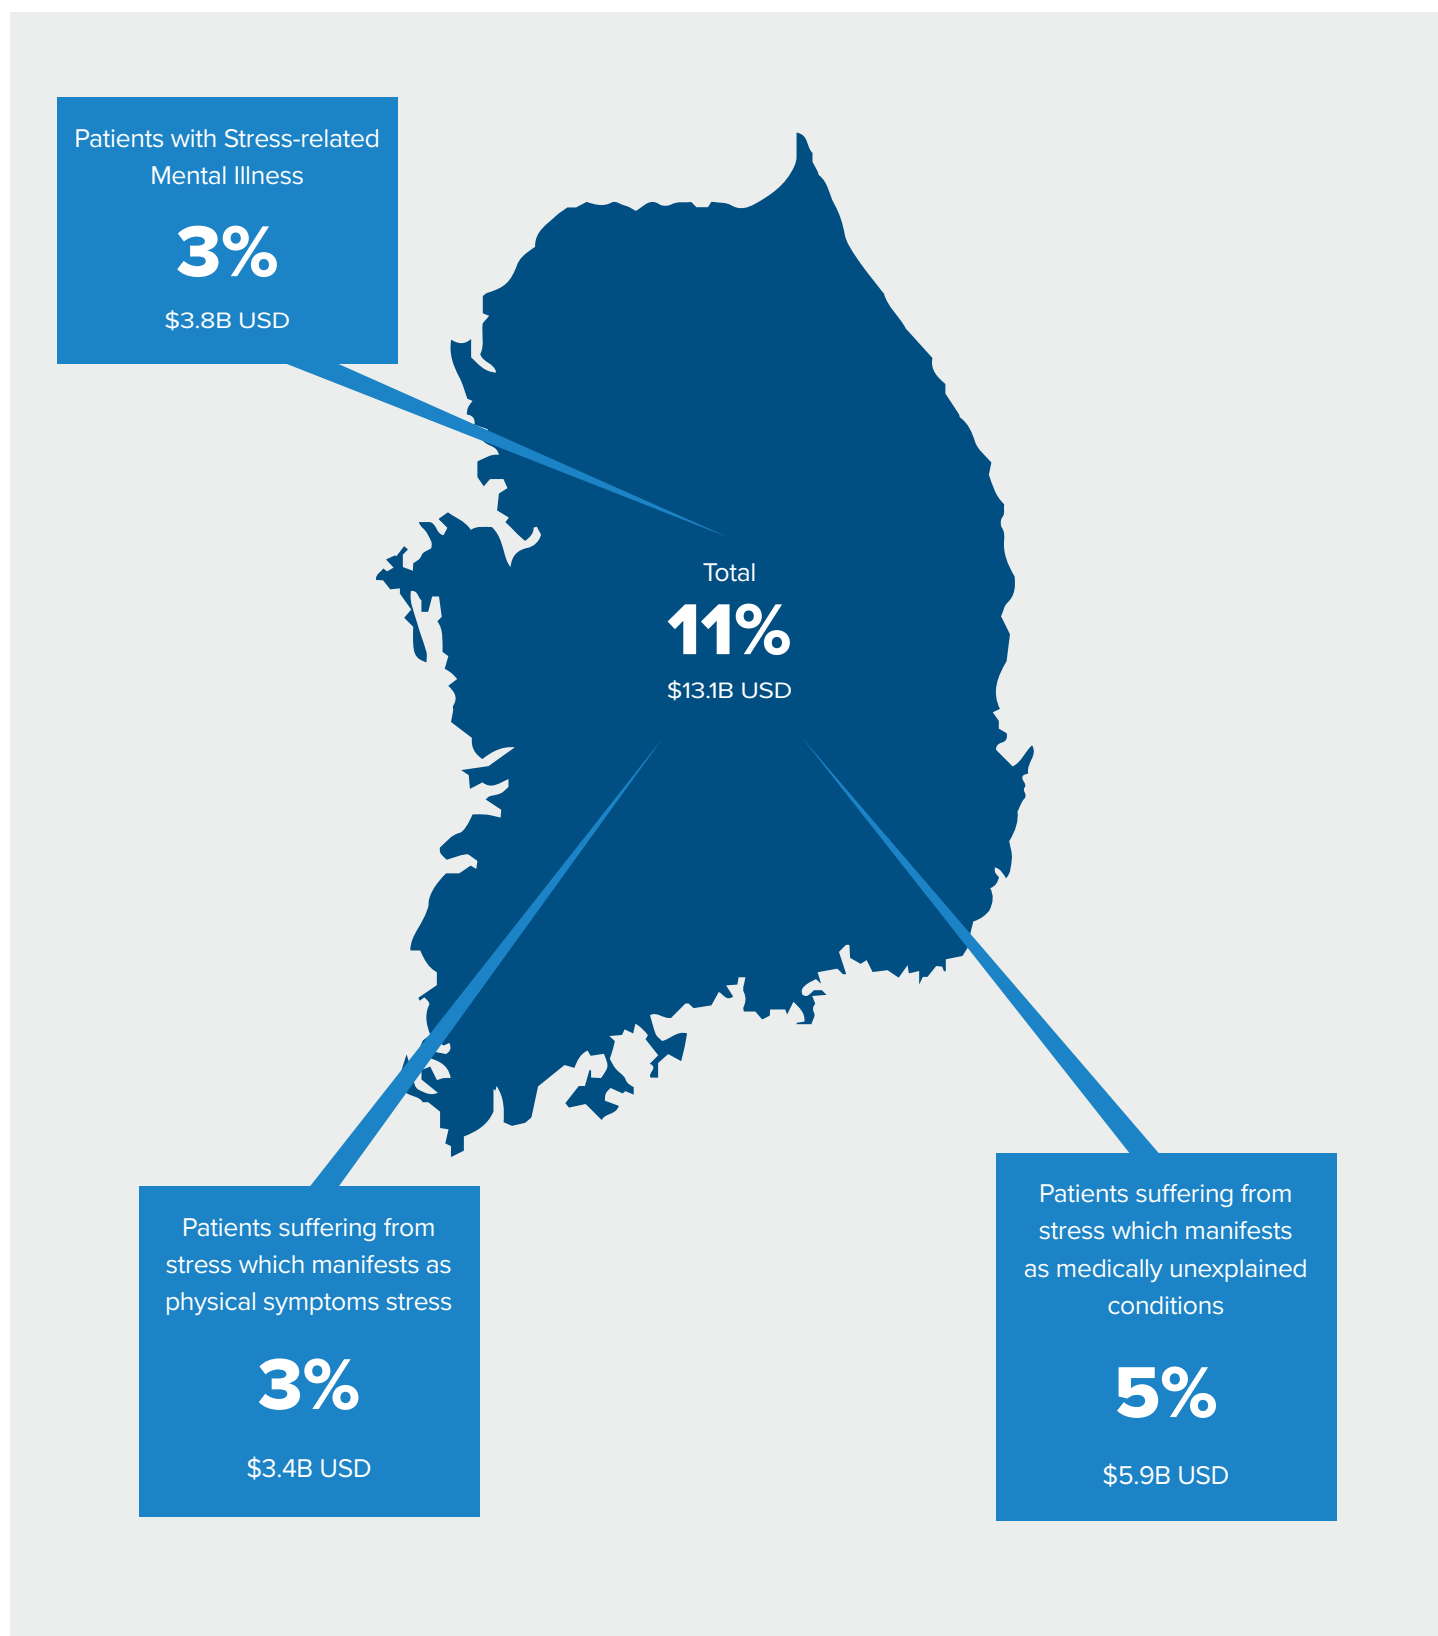 Patients with Stress-related
Mental Illness
3%
$3.8B USD
Total
11%
$13.1B USD
Patients suffering from
stress which manifests as
physical symptoms stress
3%
$3.4B USD
Patients suffering from
stress which manifests
as medically unexplained
conditions
5%
$5.9B USD